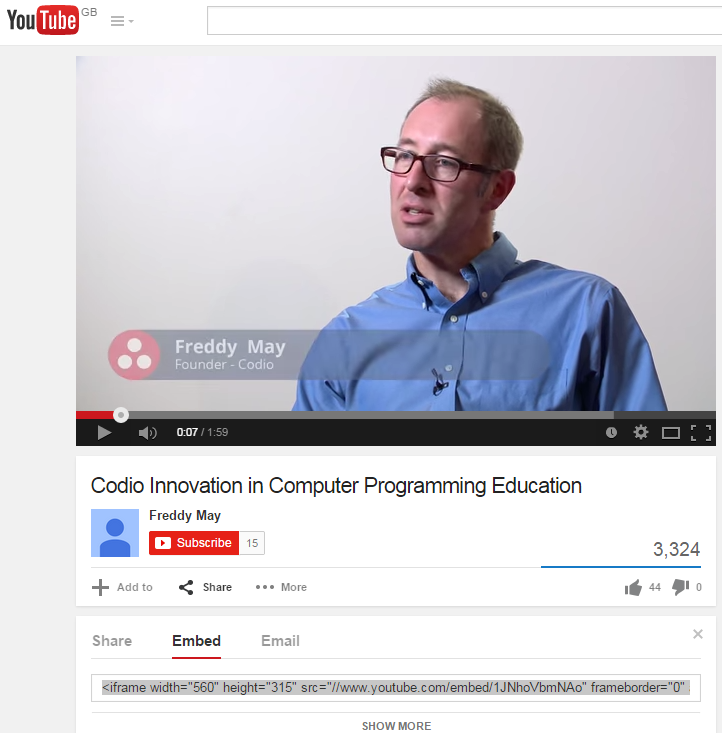 YouTube GB
Freddy May
Founder - Codio
0:07 / 1:59
Codio Innovation in Computer Programming Education
Freddy May
Subscribe 15
3,324
Add to Share More 44 0
Share Embed Email
<iframe width="560" height="315" src="//www.youtube.com/embed/1JNhoVbmNAo" frameborder="0"
SHOW MORE